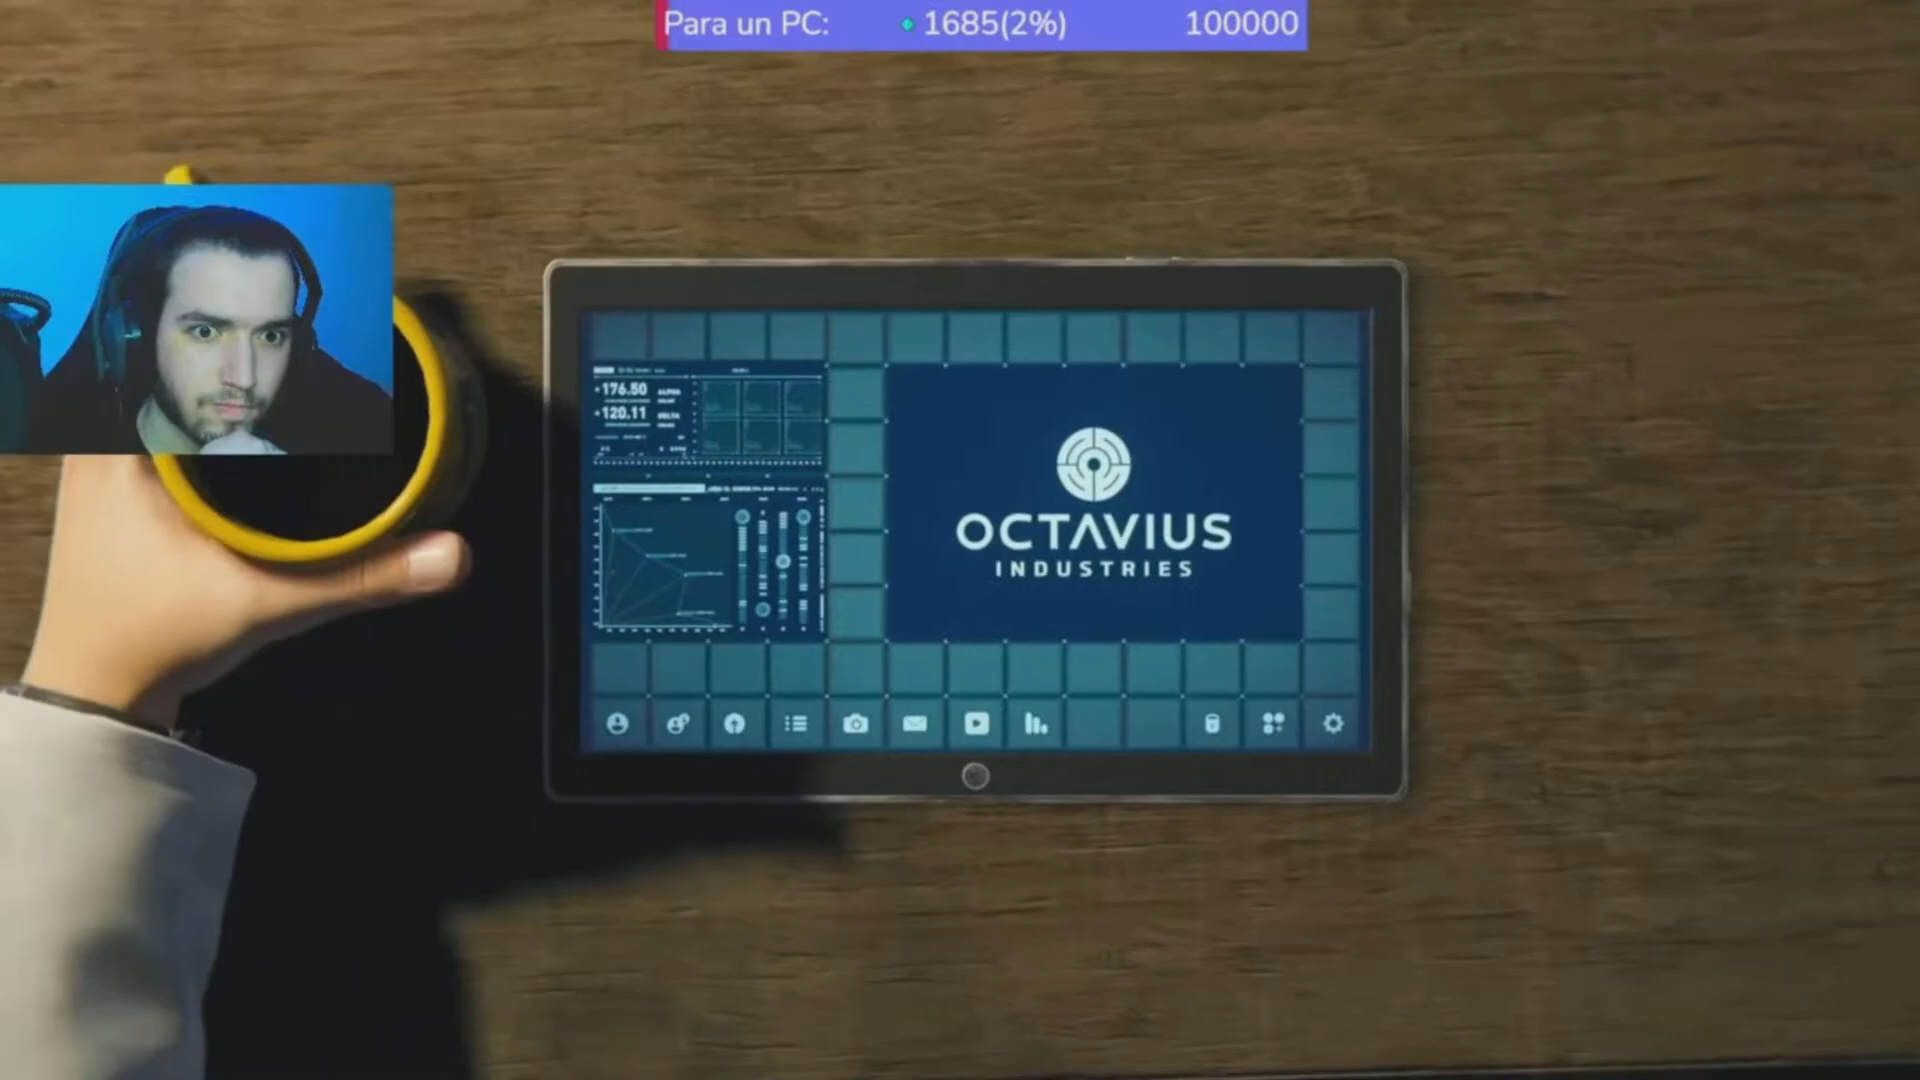 Para un PC: 1685(2%) 100000
176.50
120.11
OCTAVIUS
INDUSTRIES